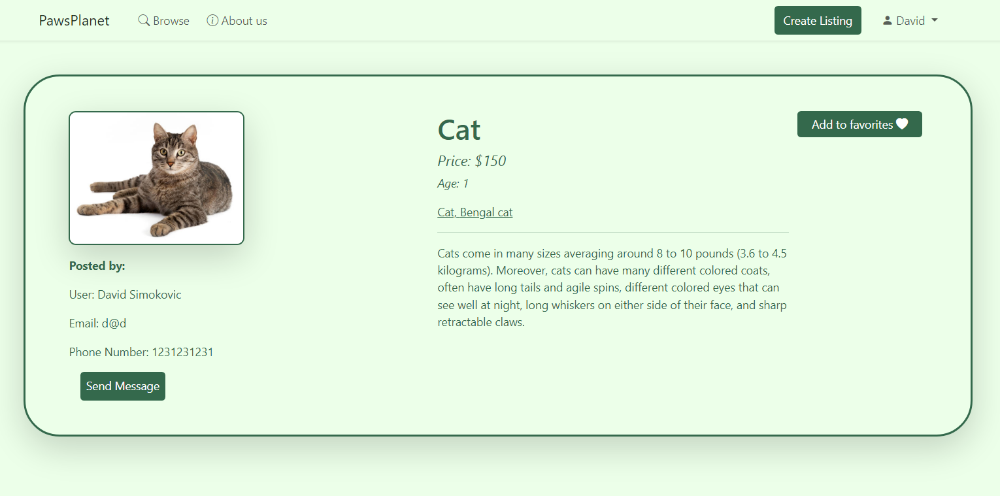 PawsPlanet
Browse
About us
Create Listing
David
Cat
Add to favorites
Price: $150
Age: 1
Cat, Bengal cat
Cats come in many sizes averaging around 8 to 10 pounds (3.6 to 4.5
kilograms). Moreover, cats can have many different colored coats,
often have long tails and agile spins, different colored eyes that can
see well at night, long whiskers on either side of their face, and sharp
retractable claws.
Posted by:
User: David Simokovic
Email: d@d
Phone Number: 1231231231
Send Message